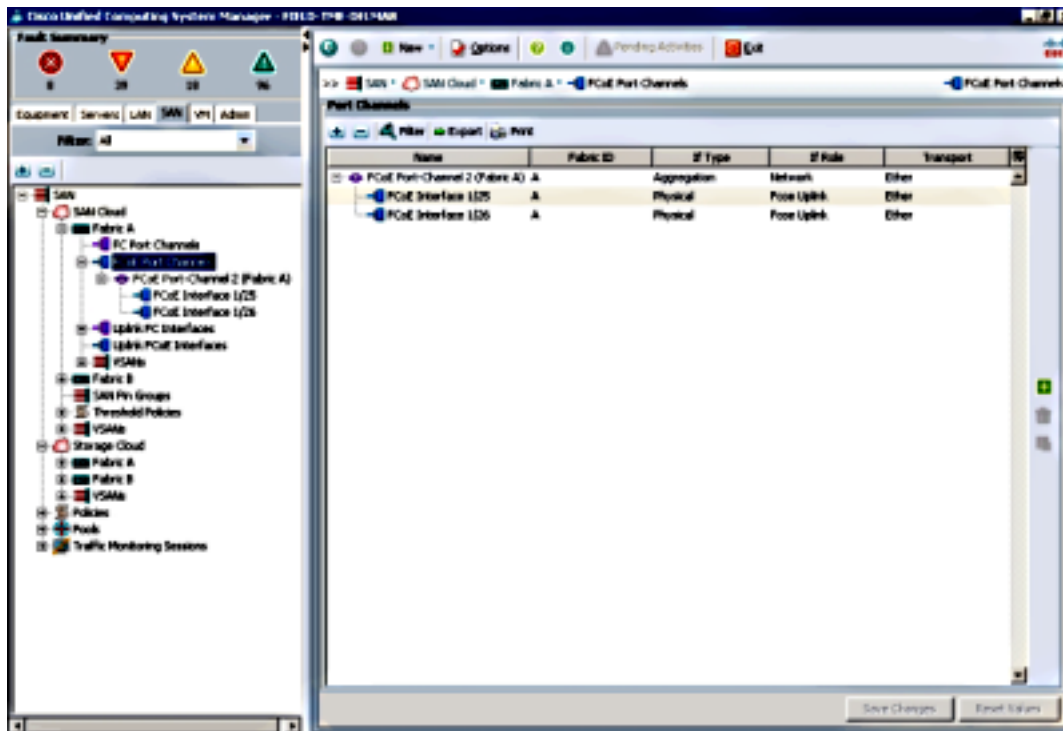 Cisco Unified Computing System Manager -
Fault Summary
Equipment Servers LAN SAN VM Admin
Filter: All
SAN
SAN Cloud
Fabric A
FC Port Channels
FCoE Port-Channel 2 (Fabric A)
FCoE Interface 1/25
FCoE Interface 1/26
Uplink FC Interfaces
Uplink FCoE Interfaces
VSANs
Fabric B
SAN Pin Groups
Threshold Policies
VSANs
Storage Cloud
Fabric A
Fabric B
VSANs
Policies
Pools
Traffic Monitoring Sessions
New Options Pending Activities Exit
>> SAN SAN Cloud Fabric A FCoE Port Channels FCoE Port Channels
Port Channels
Filter Export Print
Name Fabric ID If Type If Role Transport
FCoE Port-Channel 2 (Fabric A) A Aggregation Network Ether
FCoE Interface 1/25 A Physical Fcoe Uplink Ether
FCoE Interface 1/26 A Physical Fcoe Uplink Ether
Save Changes Reset Values